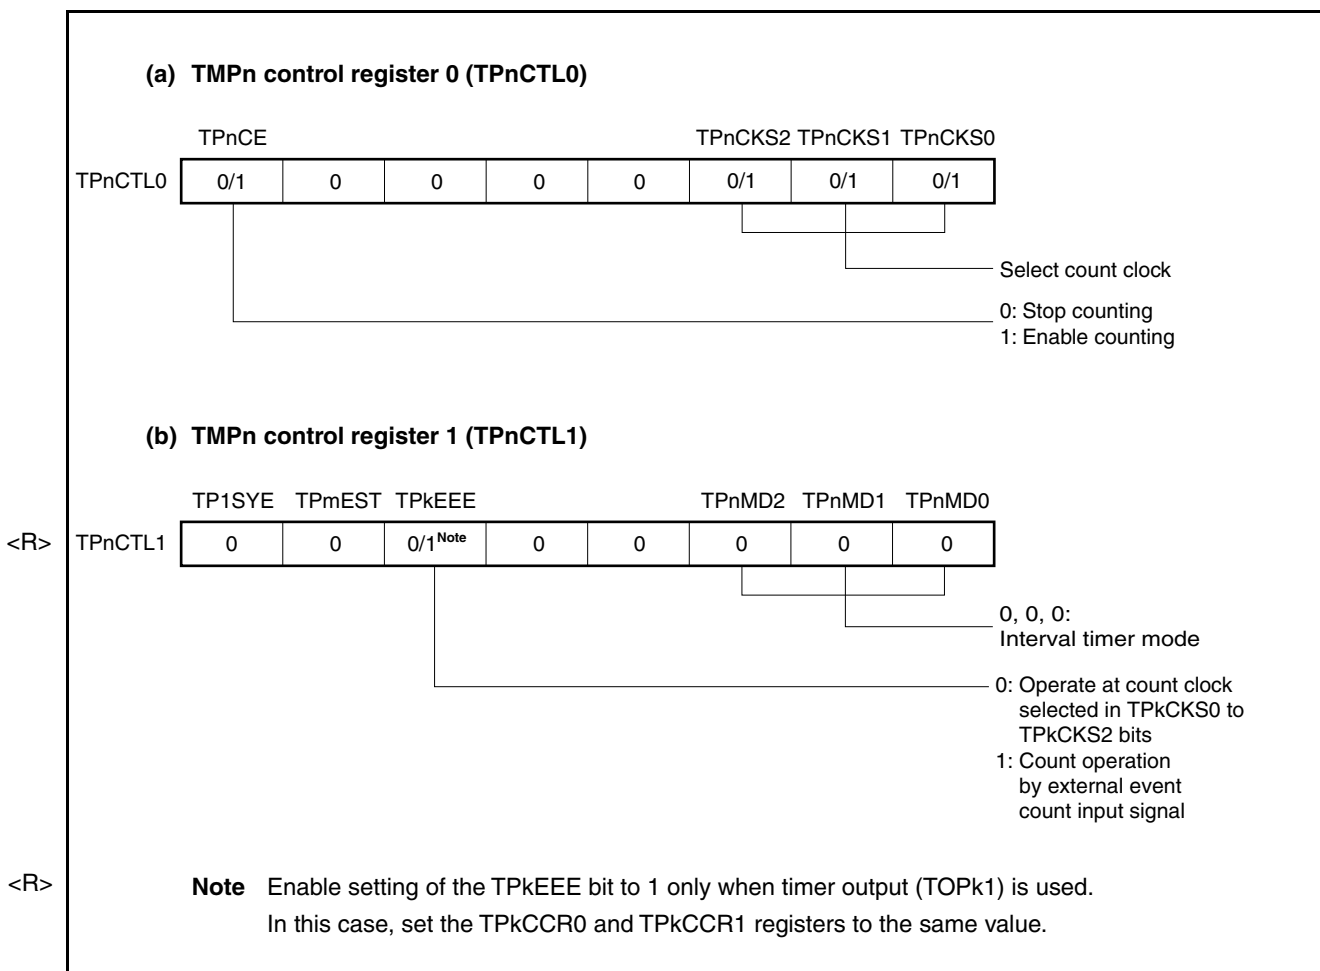 (a) TMPn control register 0 (TPnCTL0)
TPnCE TPnCKS2 TPnCKS1 TPnCKS0
TPnCTL0 0/1 0 0 0 0 0/1 0/1 0/1
Select count clock
0: Stop counting
1: Enable counting
(b) TMPn control register 1 (TPnCTL1)
TP1SYE TPmEST TPkEEE TPnMD2 TPnMD1 TPnMD0
<R> TPnCTL1 0 0 0/1Note 0 0 0 0 0
0, 0, 0:
Interval timer mode
0: Operate at count clock
selected in TPkCKS0 to
TPkCKS2 bits
1: Count operation
by external event
count input signal
<R> Note Enable setting of the TPkEEE bit to 1 only when timer output (TOPk1) is used.
In this case, set the TPkCCR0 and TPkCCR1 registers to the same value.